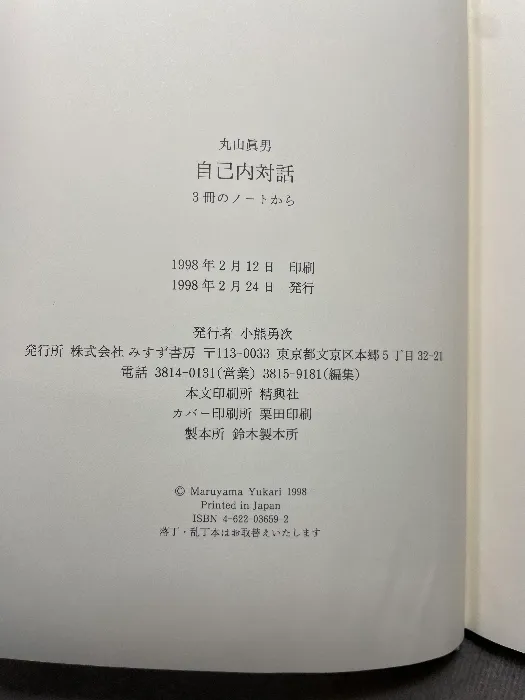 丸山眞男
自己内対話
3冊のノートから
1998年2月12日 印刷
1998年2月24日 発行
発行者 小熊勇次
発行所 株式会社 みすず書房 〒113-0033 東京都文京区本郷5丁目32-21
電話 3814-0131(営業) 3815-9181(編集)
本文印刷所 精興社
カバー印刷所 栗田印刷
製本所 鈴木製本所
© Maruyama Yukari 1998
Printed in Japan
ISBN 4-622-03659-2
落丁・乱丁本はお取替えいたします